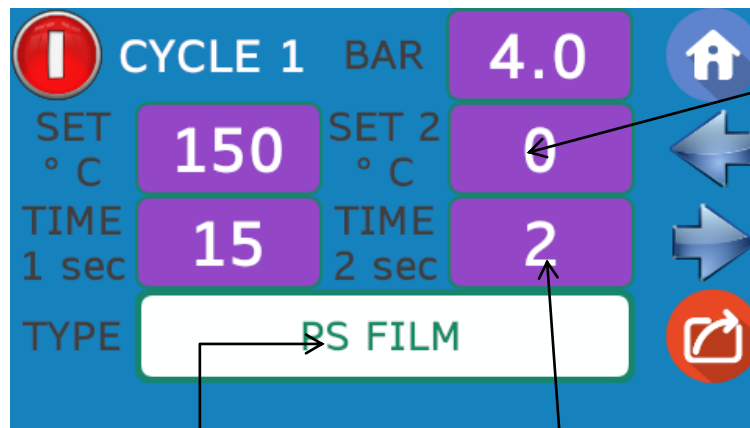 CYCLE 1 BAR 4.0
SET ° C 150 SET 2 ° C 0
TIME 1 sec 15 TIME 2 sec 2
TYPE PS FILM